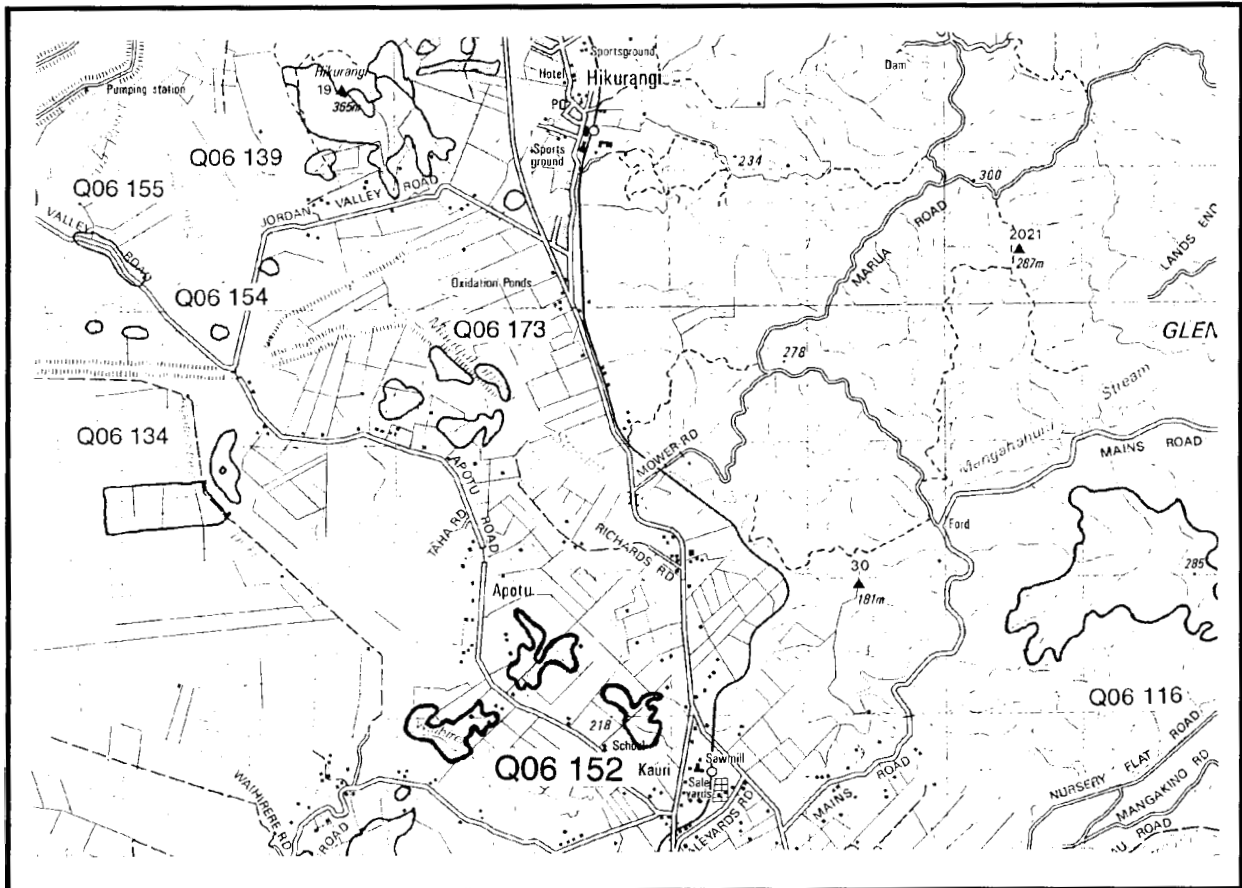 Sportsground
Hikurangi
19
365m
Hotel
Hikurangi
Dam
Pumping station
PO
Q06 139
Sports
ground
234
Q06 155
300
JORDAN VALLEY ROAD
MARUA ROAD
VALLEY ROAD
2021
287m
LANDS END
Q06 154
Oxidation Ponds
Q06 173
GLEN
278
Stream
Q06 134
Mangahahuru
MAINS ROAD
MOWER RD
APOTU ROAD
TAHA RD
RICHARDS RD
Ford
30
181m
285
Apotu
Q06 116
218
School
Q06 152
Kauri
Sawmill
Sale
yards
MAINS ROAD
NURSERY FLAT ROAD
MANGAKINO RD
AU ROAD
WAIHIRERE RD
ROAD
LEYARDS RD